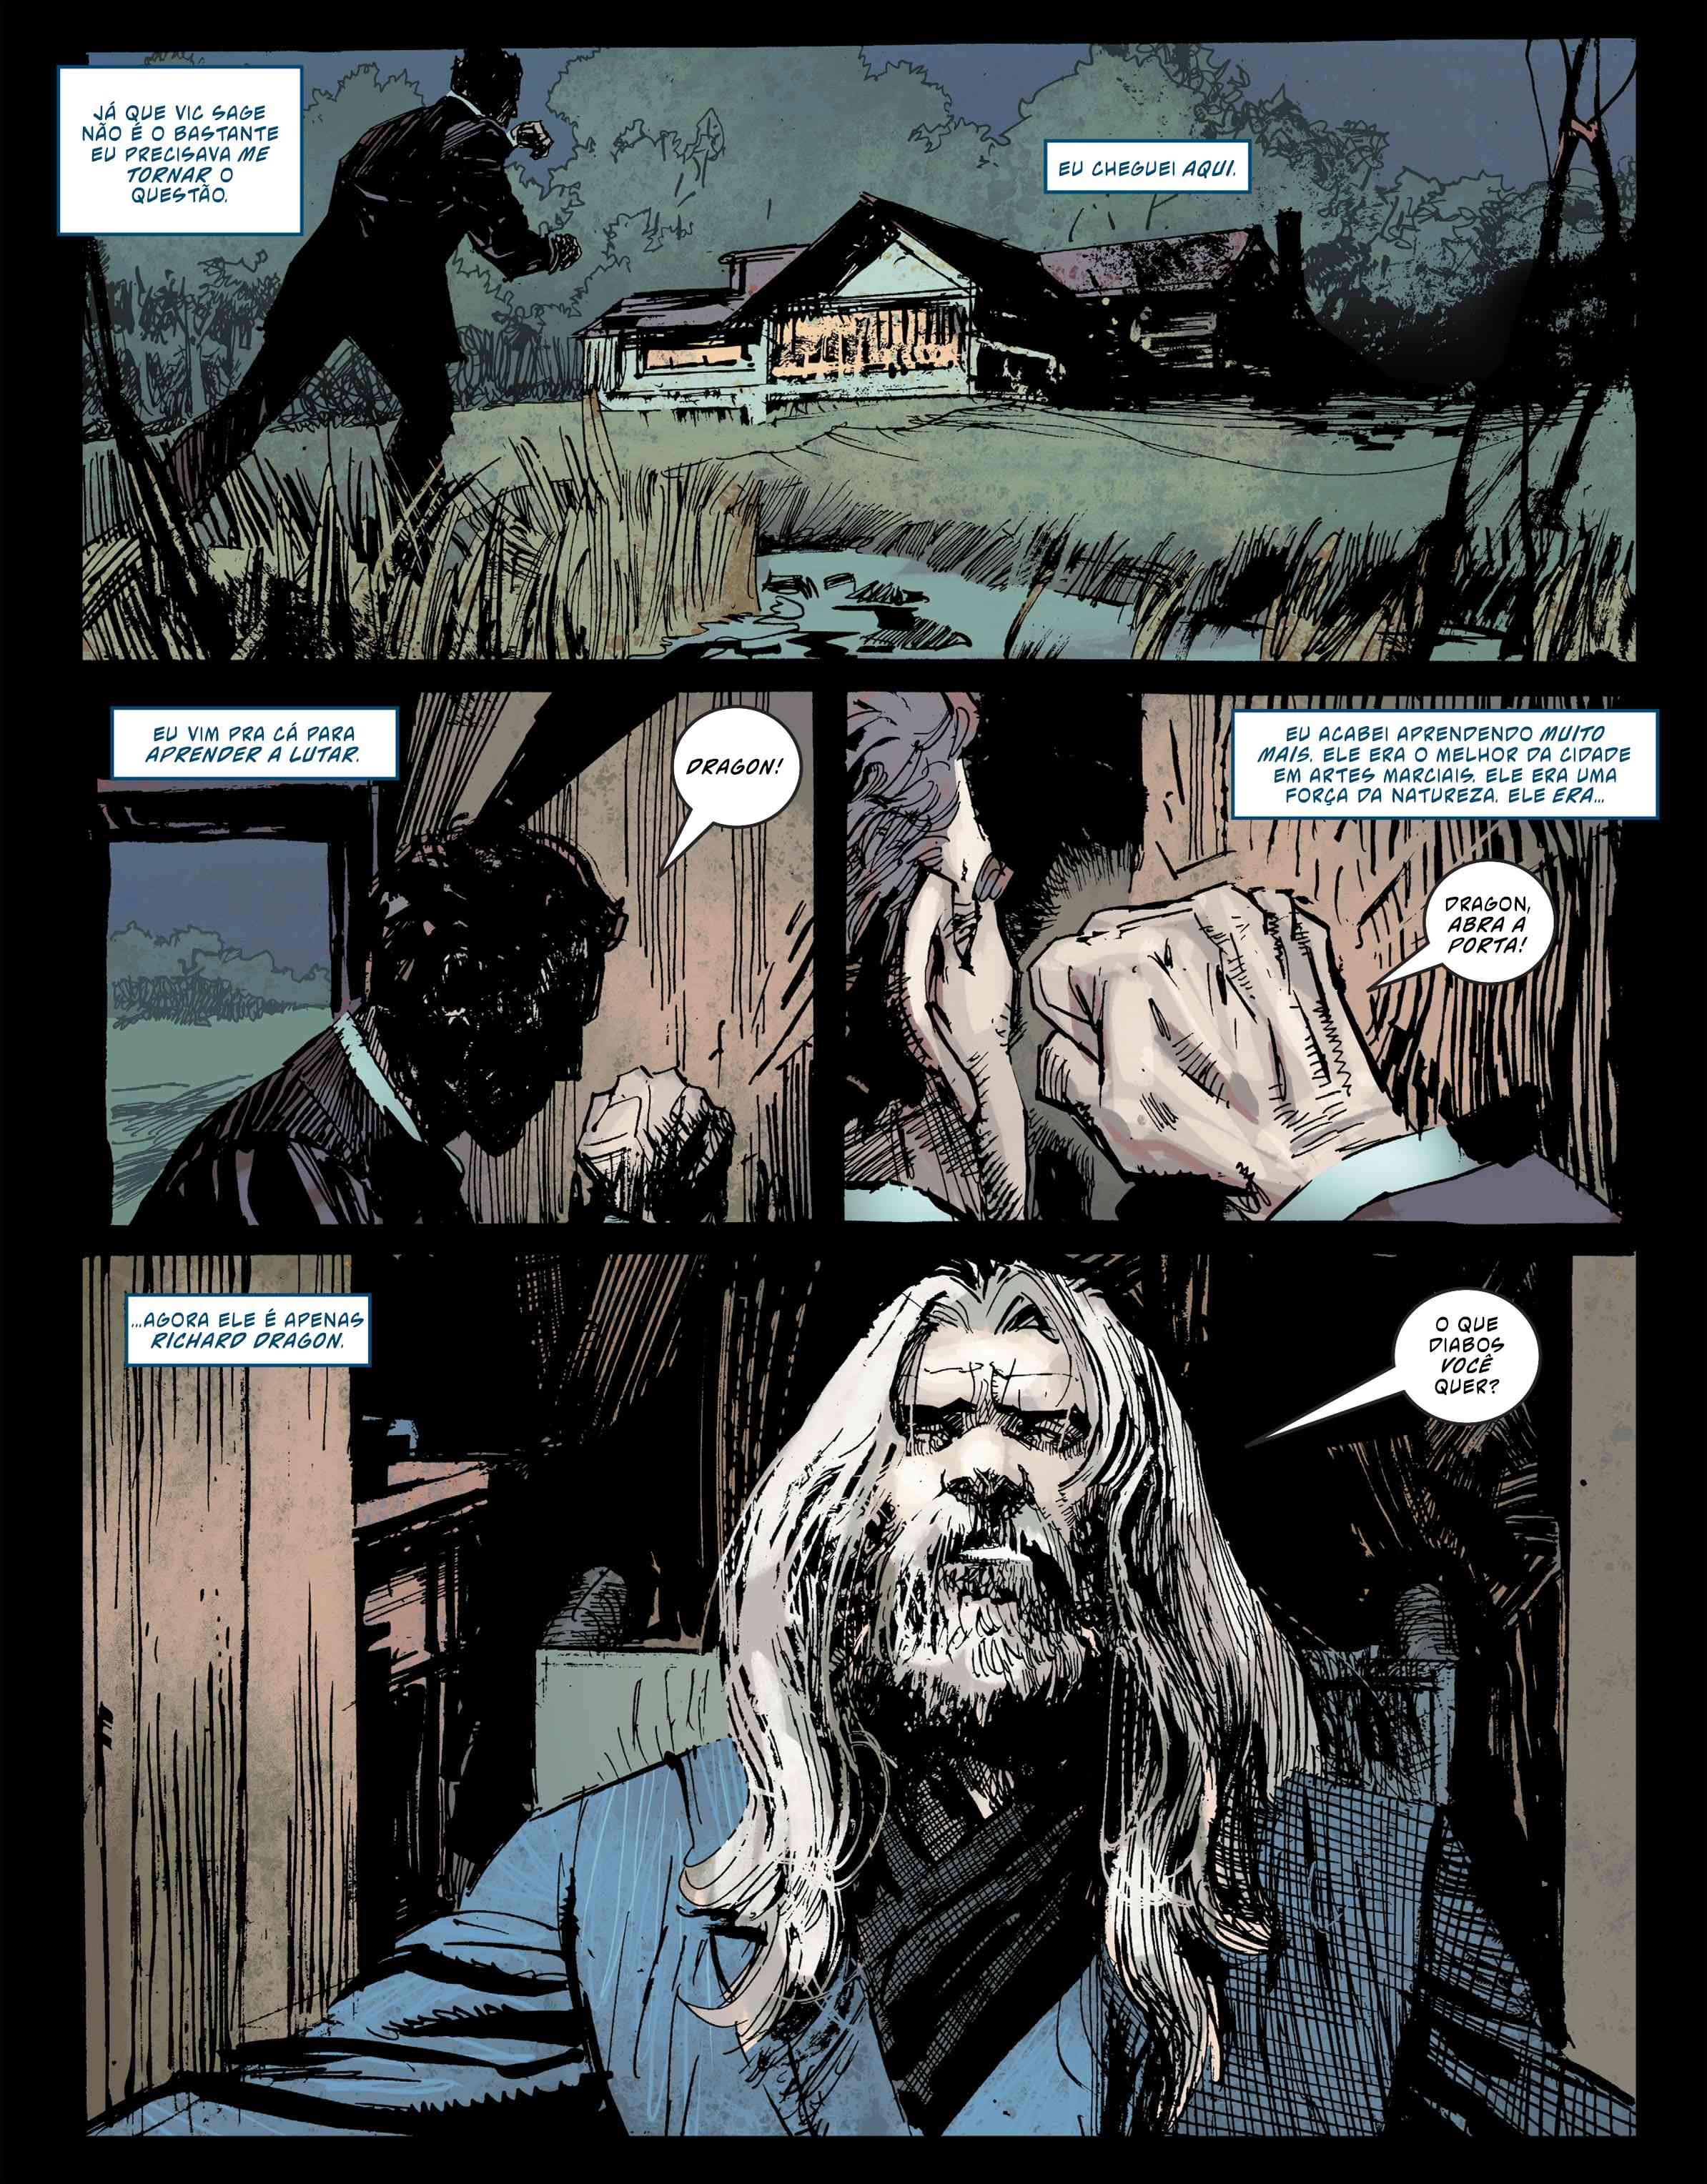 JÁ QUE VIC SAGE
NÃO É O BASTANTE
EU PRECISAVA ME
TORNAR O
QUESTÃO.
EU CHEGUEI AQUI.
EU VIM PRA CÁ PARA
APRENDER A LUTAR.
DRAGON!
EU ACABEI APRENDENDO MUITO
MAIS. ELE ERA O MELHOR DA CIDADE
EM ARTES MARCIAIS. ELE ERA UMA
FORÇA DA NATUREZA. ELE ERA...
DRAGON,
ABRA A
PORTA!
...AGORA ELE É APENAS
RICHARD DRAGON.
O QUE
DIABOS
VOCÊ
QUER?